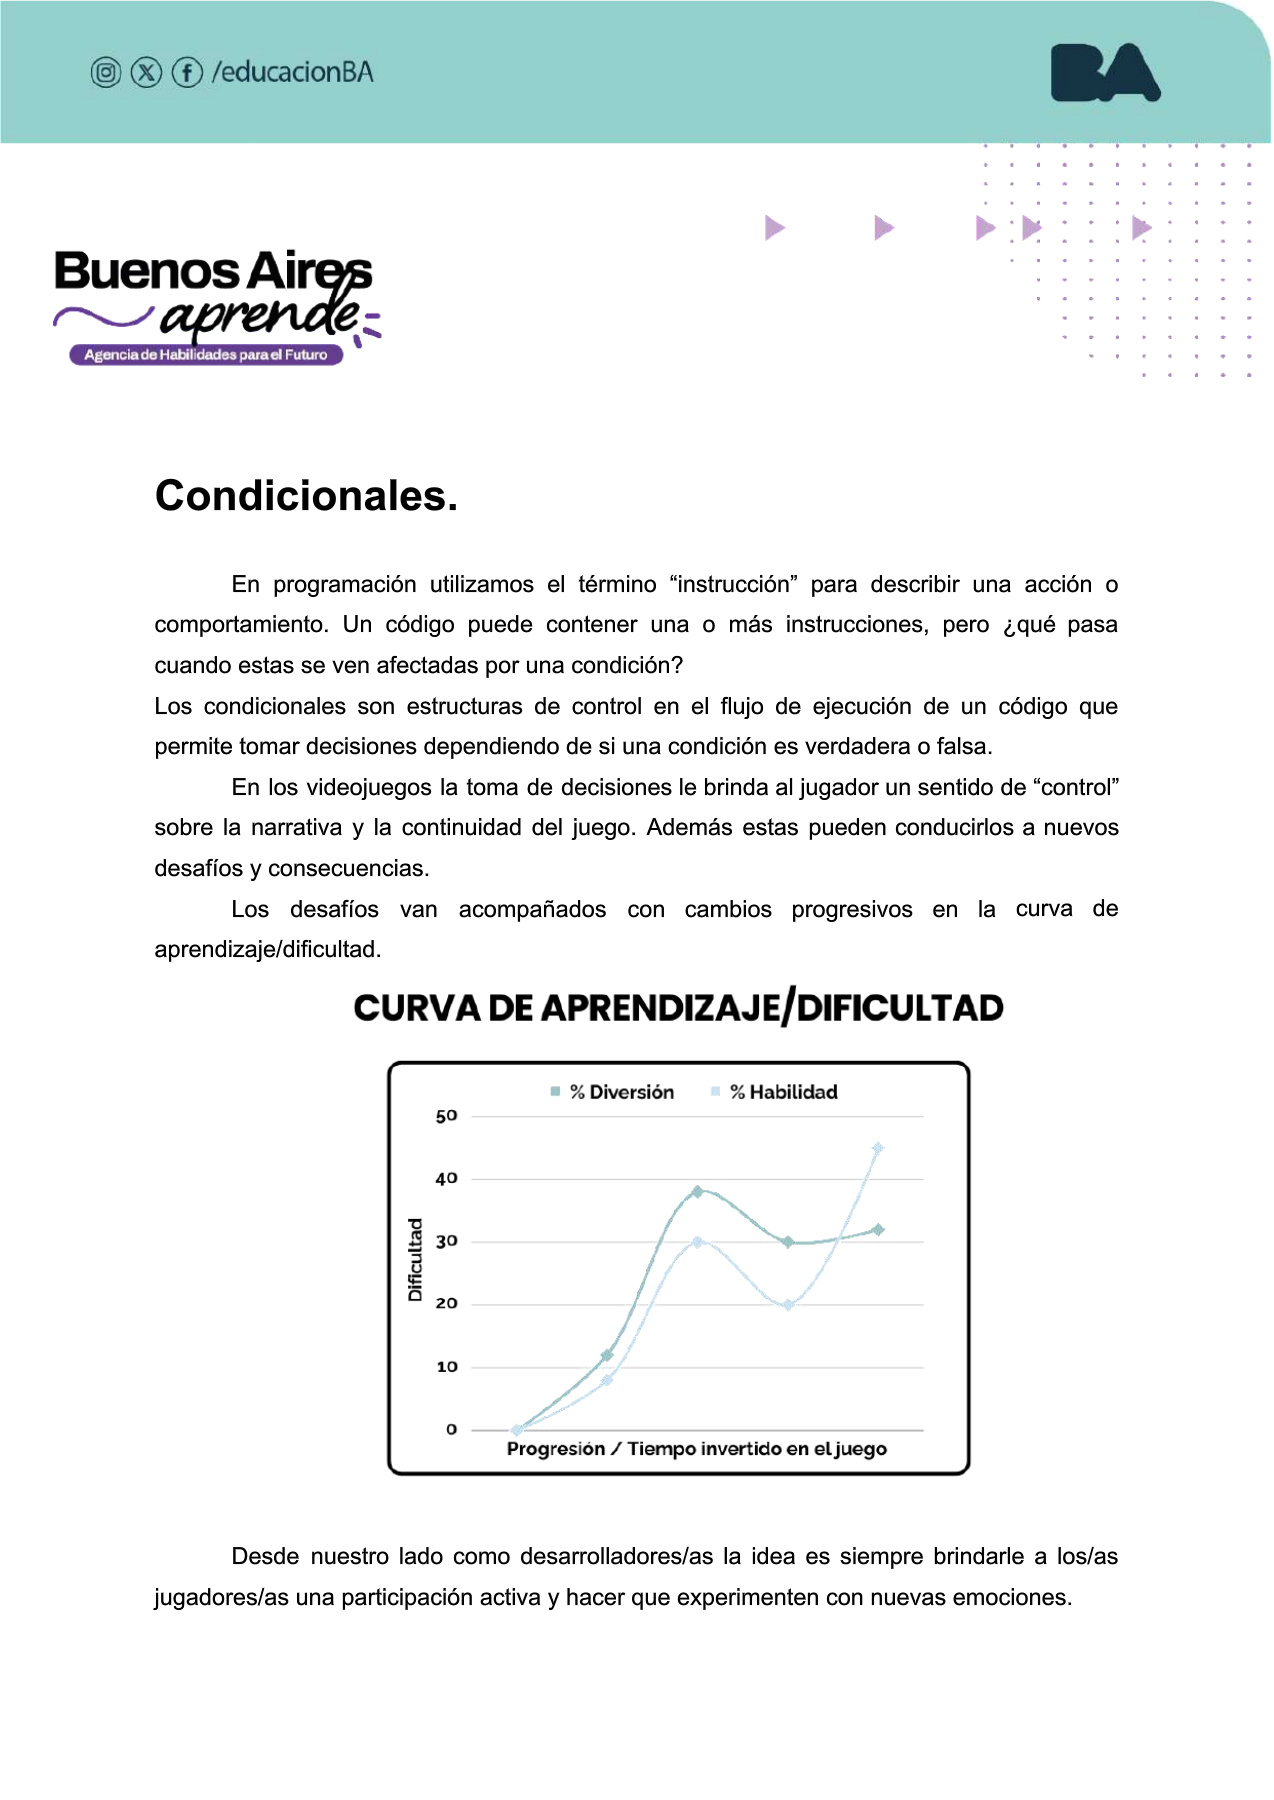 /educacionBA
BA
Buenos Aires
aprende
Agencia de Habilidades para el Futuro
Condicionales.
En programación utilizamos el término “instrucción” para describir una acción o
comportamiento. Un código puede contener una o más instrucciones, pero ¿qué pasa
cuando estas se ven afectadas por una condición?
Los condicionales son estructuras de control en el flujo de ejecución de un código que
permite tomar decisiones dependiendo de si una condición es verdadera o falsa.
En los videojuegos la toma de decisiones le brinda al jugador un sentido de “control”
sobre la narrativa y la continuidad del juego. Además estas pueden conducirlos a nuevos
desafíos y consecuencias.
Los desafíos van acompañados con cambios progresivos en la curva de
aprendizaje/dificultad.
CURVA DE APRENDIZAJE/DIFICULTAD
% Diversión % Habilidad
50
40
30
20
10
0
Dificultad
Progresión / Tiempo invertido en el juego
Desde nuestro lado como desarrolladores/as la idea es siempre brindarle a los/as
jugadores/as una participación activa y hacer que experimenten con nuevas emociones.